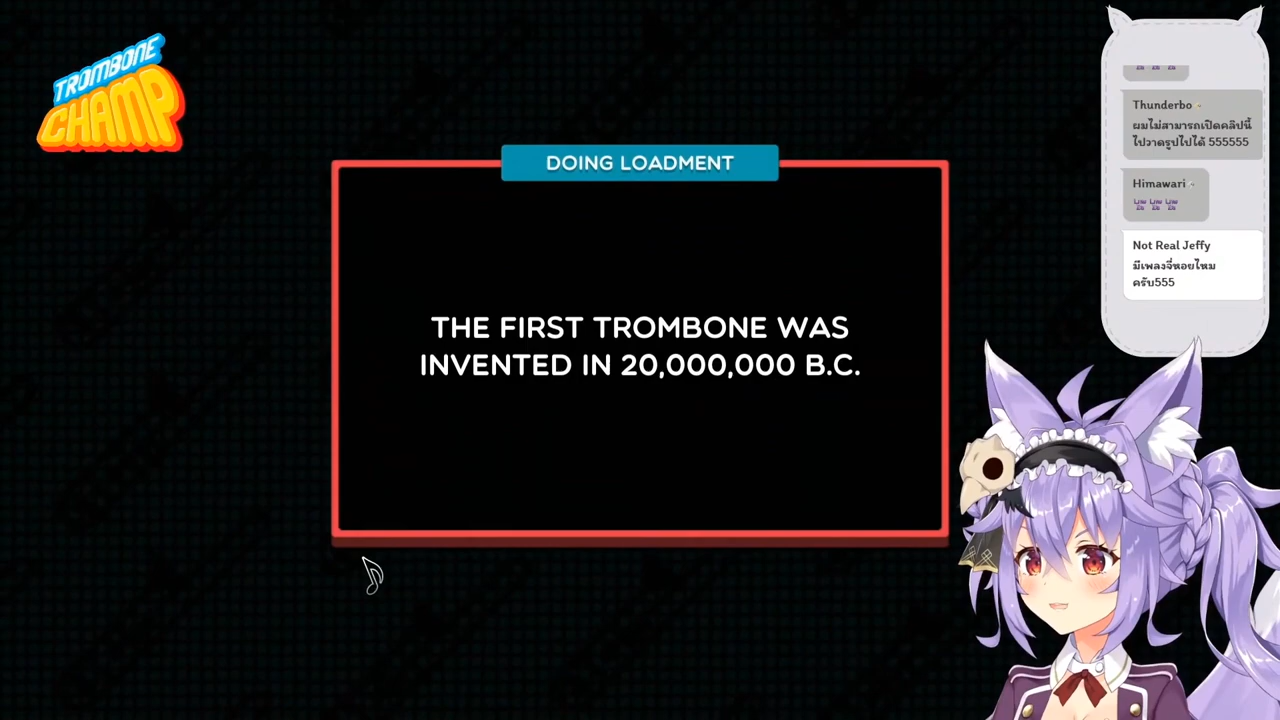 TROMBONE
CHAMP
DOING LOADMENT
THE FIRST TROMBONE WAS
INVENTED IN 20,000,000 B.C.
Thunderbo
ผมไม่สามารถเปิดคลิปนี้
ไปวาดรูปไปได้ 555555
Himawari
Not Real Jeffy
มีเพลงจี่หอยไหม
ครับ555